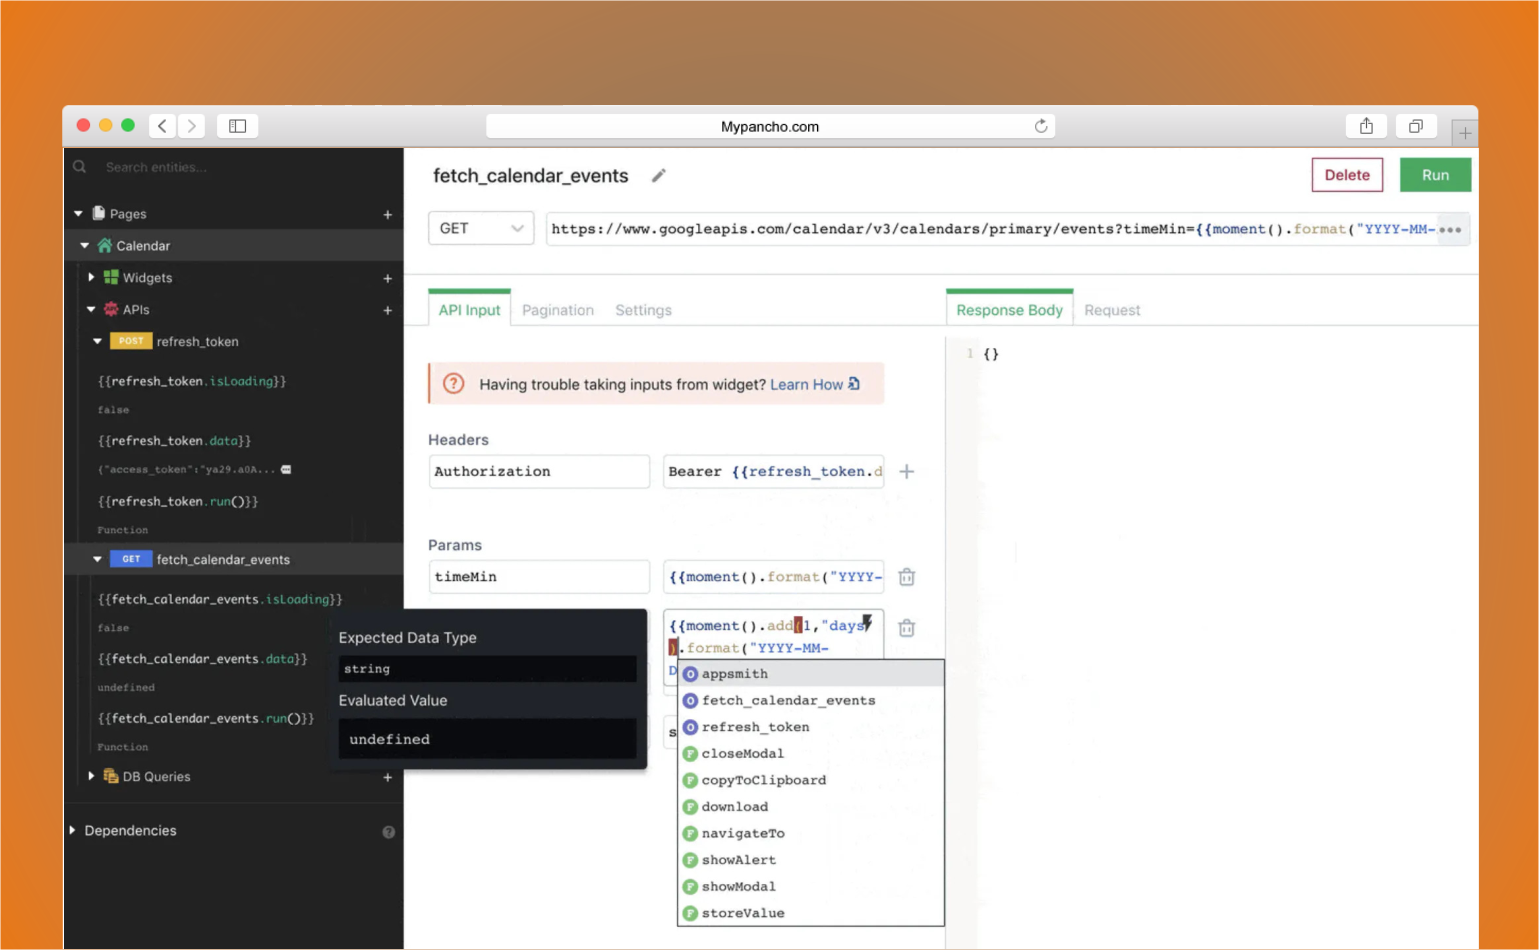 Mypancho.com
Search entities...
Pages
Calendar
Widgets
APIs
POST refresh_token
{{refresh_token.isLoading}}
false
{{refresh_token.data}}
{"access_token":"ya29.a0A...
{{refresh_token.run()}}
Function
GET fetch_calendar_events
{{fetch_calendar_events.isLoading}}
false
{{fetch_calendar_events.data}}
undefined
{{fetch_calendar_events.run()}}
Function
DB Queries
Dependencies
fetch_calendar_events
Delete
Run
GET
https://www.googleapis.com/calendar/v3/calendars/primary/events?timeMin={{moment().format("YYYY-MM-
API Input
Pagination
Settings
Having trouble taking inputs from widget? Learn How
Headers
Authorization
Bearer {{refresh_token.d
Params
timeMin
{{moment().format("YYYY-
{{moment().add(1,"days
).format("YYYY-MM-
D
s
Expected Data Type
string
Evaluated Value
undefined
O appsmith
O fetch_calendar_events
O refresh_token
F closeModal
F copyToClipboard
F download
F navigateTo
F showAlert
F showModal
F storeValue
Response Body
Request
1 {}